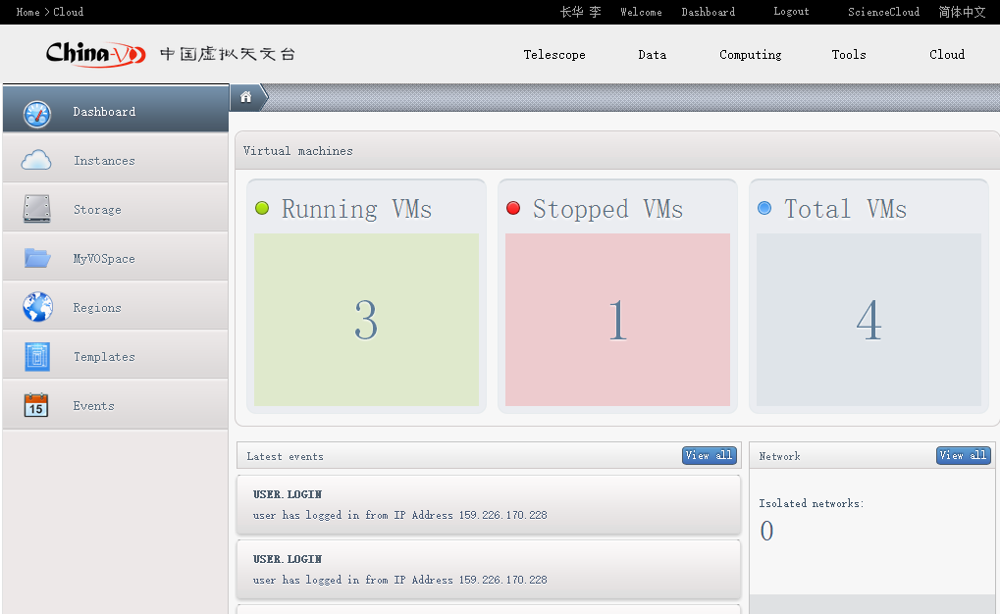 Home > Cloud 长华 李 Welcome Dashboard Logout ScienceCloud 简体中文
China-VO 中国虚拟天文台 Telescope Data Computing Tools Cloud
Dashboard
Instances
Storage
MyVOSpace
Regions
Templates
15 Events
Virtual machines
Running VMs Stopped VMs Total VMs
3 1 4
Latest events View all
USER.LOGIN
user has logged in from IP Address 159.226.170.228
USER.LOGIN
user has logged in from IP Address 159.226.170.228
Network View all
Isolated networks:
0